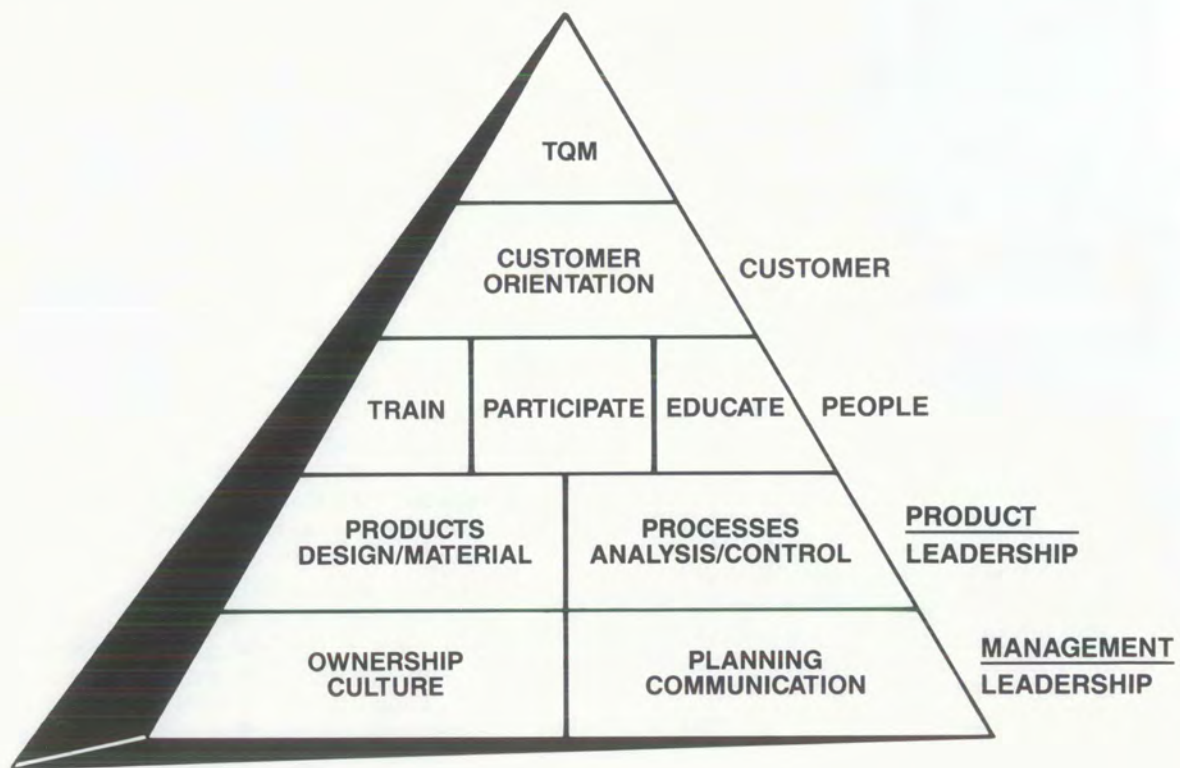 TQM
CUSTOMER
ORIENTATION
CUSTOMER
TRAIN
PARTICIPATE
EDUCATE
PEOPLE
PRODUCTS
DESIGN/MATERIAL
PROCESSES
ANALYSIS/CONTROL
PRODUCT
LEADERSHIP
OWNERSHIP
CULTURE
PLANNING
COMMUNICATION
MANAGEMENT
LEADERSHIP